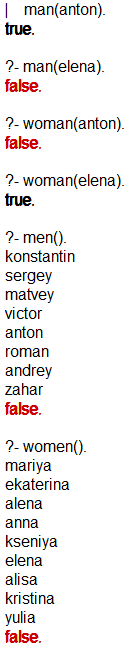 |    man(anton).
true.
?- man(elena).
false.
?- woman(anton).
false.
?- woman(elena).
true.
?- men().
konstantin
sergey
matvey
victor
anton
roman
andrey
zahar
false.
?- women().
mariya
ekaterina
alena
anna
kseniya
elena
alisa
kristina
yulia
false.